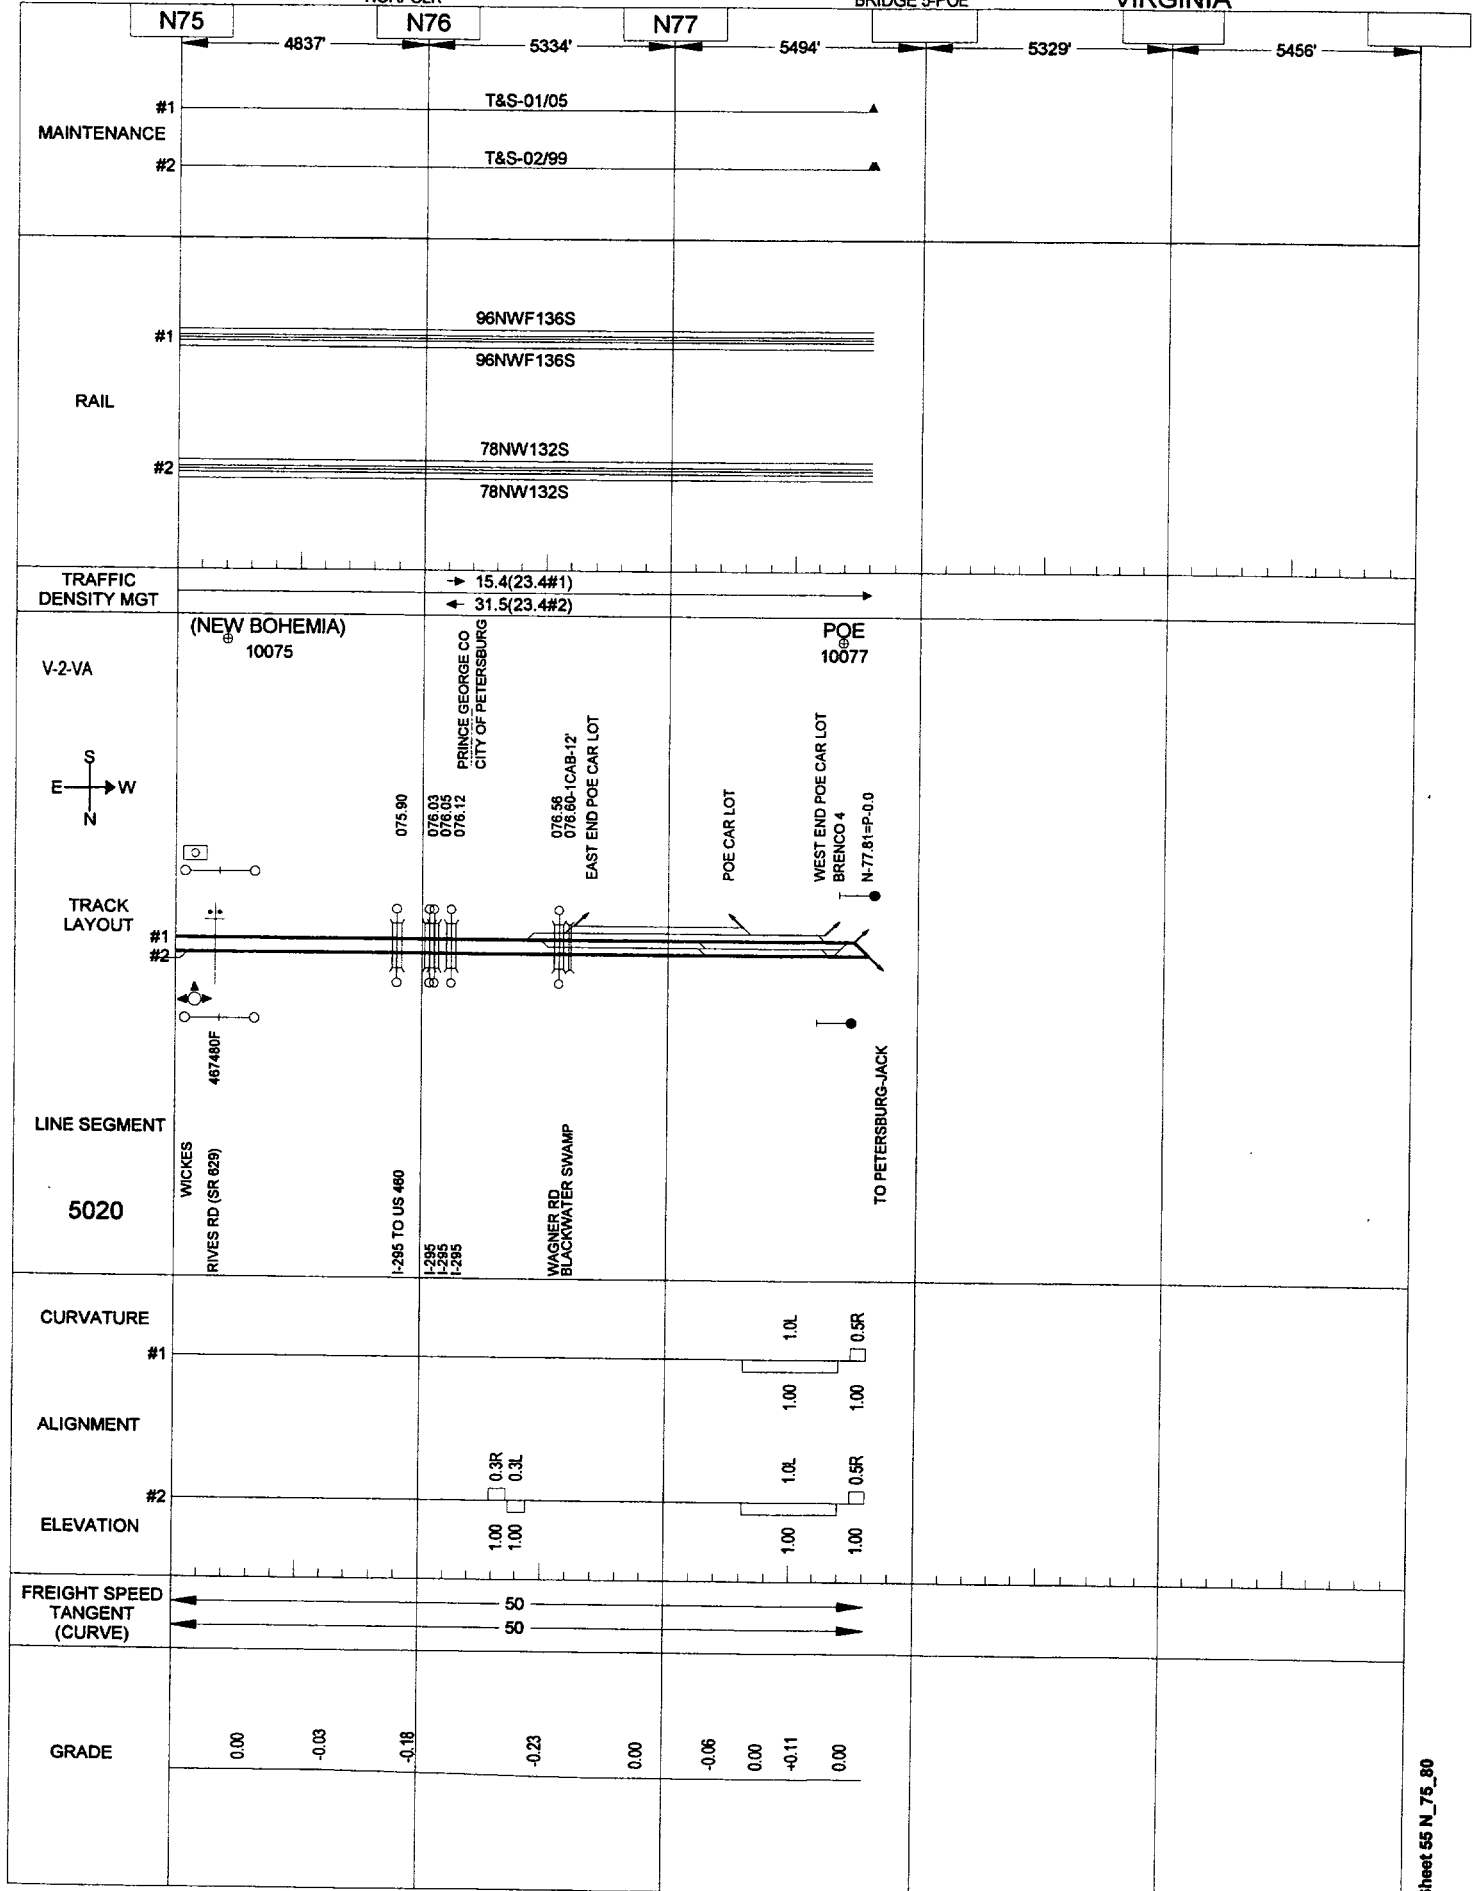 NORFOLK
BRIDGE 5-POE
VIRGINIA
N75
N76
N77
4837'
5334'
5494'
5329'
5456'
MAINTENANCE
#1
T&S-01/05
#2
T&S-02/99
RAIL
#1
96NWF136S
96NWF136S
#2
78NW132S
78NW132S
TRAFFIC
DENSITY MGT
15.4(23.4#1)
31.5(23.4#2)
(NEW BOHEMIA)
10075
POE
10077
V-2-VA
PRINCE GEORGE CO
CITY OF PETERSBURG
S
E
W
N
075.90
076.03
076.05
076.12
076.56
076.60-1CAB-12'
EAST END POE CAR LOT
POE CAR LOT
WEST END POE CAR LOT
BRENCO 4
N-77.81=P-0.0
TRACK
LAYOUT
#1
#2
467480F
LINE SEGMENT
5020
WICKES
RIVES RD (SR 629)
I-295 TO US 460
I-295
I-295
I-295
WAGNER RD
BLACKWATER SWAMP
TO PETERSBURG-JACK
CURVATURE
#1
1.0L
0.5R
1.00
1.00
ALIGNMENT
#2
0.3R
0.3L
1.0L
0.5R
ELEVATION
1.00
1.00
1.00
1.00
FREIGHT SPEED
TANGENT
(CURVE)
50
50
GRADE
0.00
-0.03
-0.18
-0.23
0.00
-0.06
0.00
+0.11
0.00
Sheet 55 N_75_80